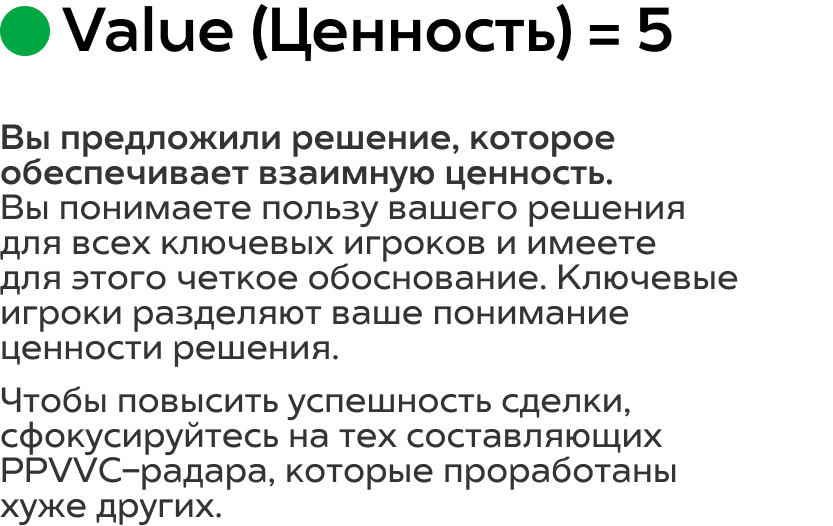 Value (Ценность) = 5
Вы предложили решение, которое
обеспечивает взаимную ценность.
Вы понимаете пользу вашего решения
для всех ключевых игроков и имеете
для этого четкое обоснование. Ключевые
игроки разделяют ваше понимание
ценности решения.
Чтобы повысить успешность сделки,
сфокусируйтесь на тех составляющих
PPVVC–радара, которые проработаны
хуже других.